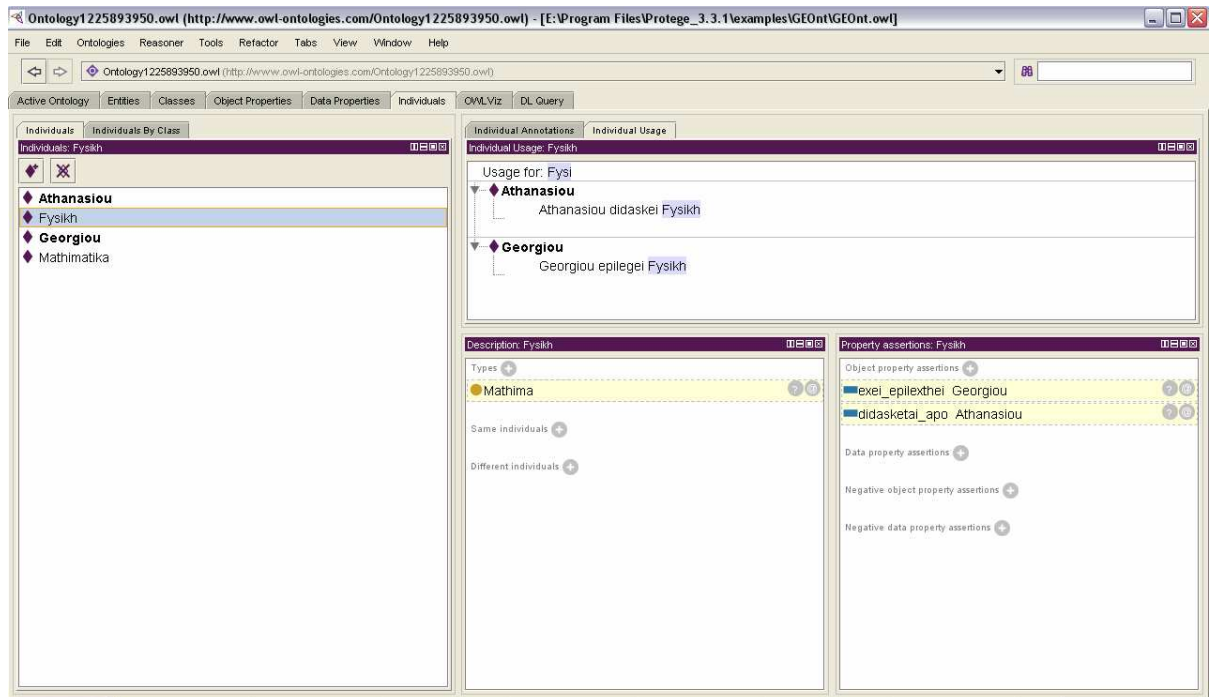 Ontology1225893950.owl (http://www.owl-ontologies.com/Ontology1225893950.owl) - [E:\Program Files\Protege_3.3.1\examples\GEOnt\GEOnt.owl]
File Edit Ontologies Reasoner Tools Refactor Tabs View Window Help
Ontology1225893950.owl (http://www.owl-ontologies.com/Ontology1225893950.owl)
Active Ontology Entities Classes Object Properties Data Properties Individuals OWLViz DL Query
Individuals Individuals By Class
Individuals: Fysikh
Athanasiou
Fysikh
Georgiou
Mathimatika
Individual Annotations Individual Usage
Individual Usage: Fysikh
Usage for: Fysi
Athanasiou
Athanasiou didaskei Fysikh
Georgiou
Georgiou epilegei Fysikh
Description: Fysikh
Types
Mathima
Same individuals
Different individuals
Property assertions: Fysikh
Object property assertions
exei_epilexthei Georgiou
didasketai_apo Athanasiou
Data property assertions
Negative object property assertions
Negative data property assertions